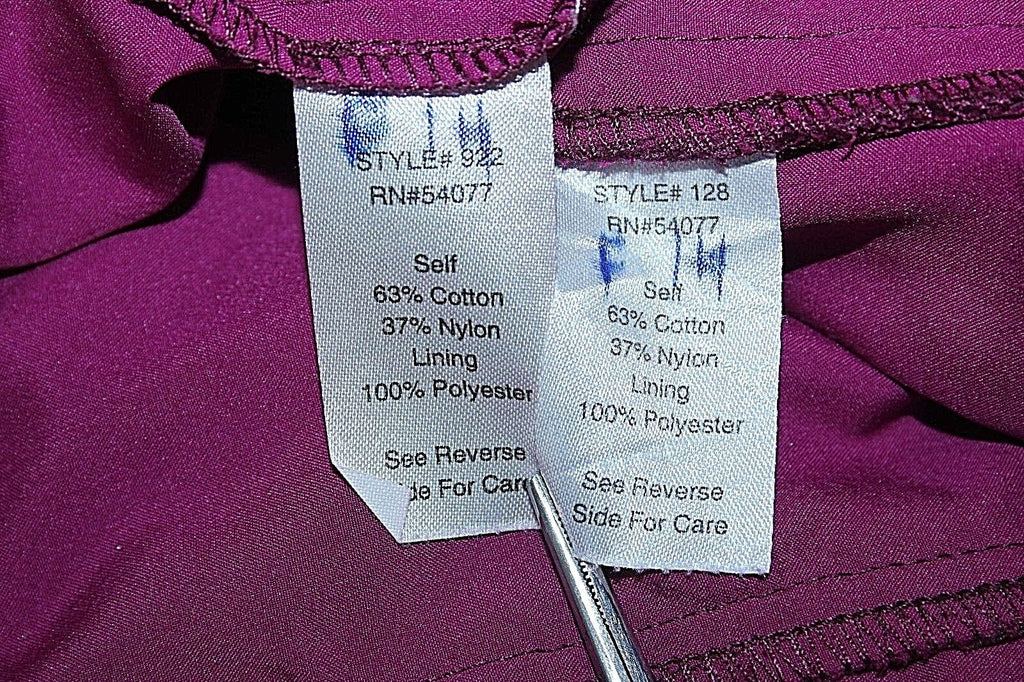 STYLE# 922
RN#54077
Self
63% Cotton
37% Nylon
Lining
100% Polyester
See Reverse
Side For Care
STYLE# 128
RN#54077
F 14
Self
63% Cotton
37% Nylon
Lining
100% Polyester
See Reverse
Side For Care